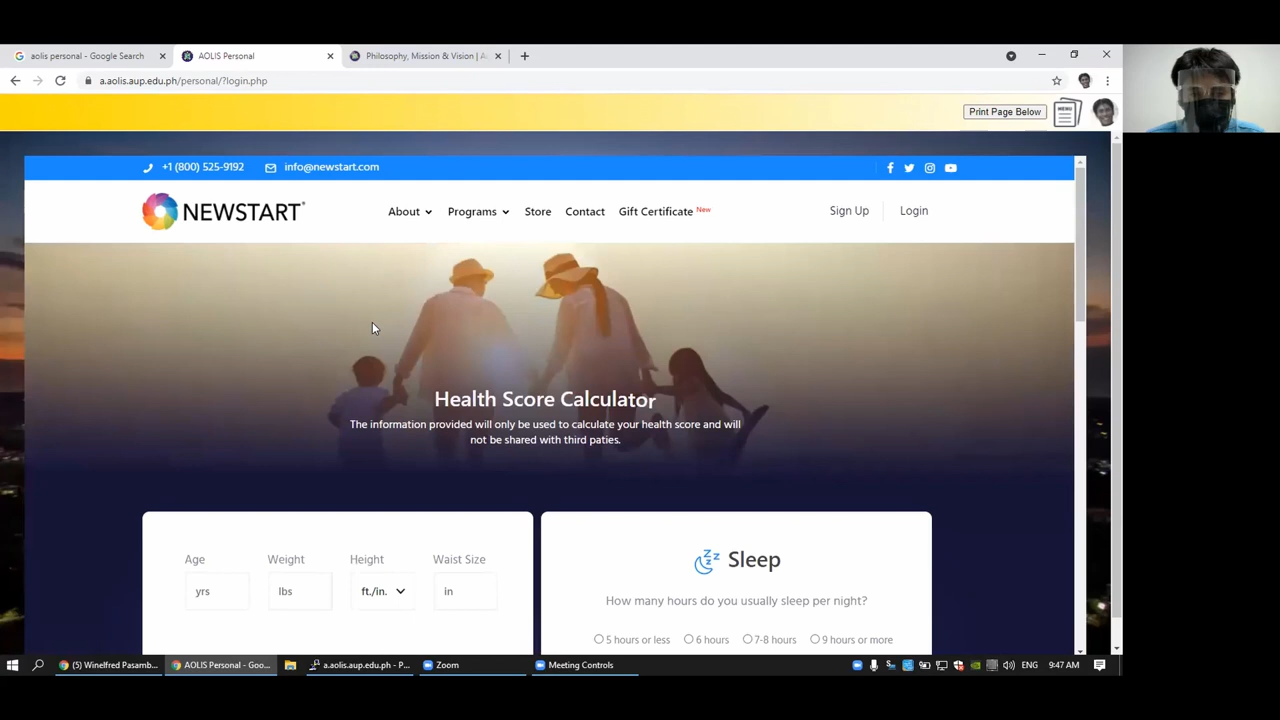 aolis personal - Google Search
AOLIS Personal
Philosophy, Mission & Vision | A
a.aolis.aup.edu.ph/personal/?login.php
Print Page Below
MENU
+1 (800) 525-9192
info@newstart.com
NEWSTART®
About
Programs
Store
Contact
Gift Certificate New
Sign Up
Login
Health Score Calculator
The information provided will only be used to calculate your health score and will
not be shared with third paties.
Age
Weight
Height
Waist Size
yrs
lbs
ft./in.
in
Sleep
How many hours do you usually sleep per night?
5 hours or less
6 hours
7-8 hours
9 hours or more
(5) Winelfred Pasamb...
AOLIS Personal - Goo...
a.aolis.aup.edu.ph - P...
Zoom
Meeting Controls
ENG
9:47 AM